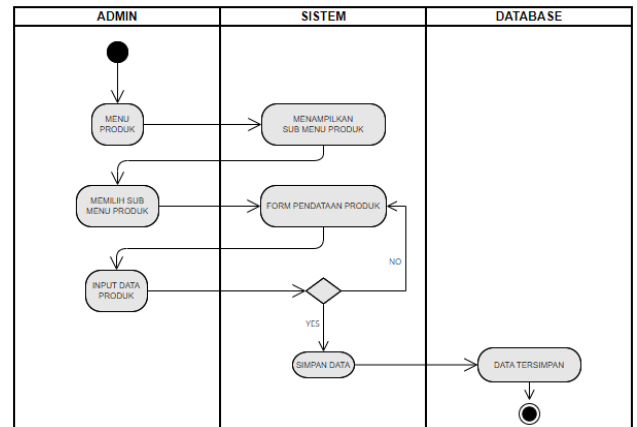 ADMIN
SISTEM
DATABASE
MENU
PRODUK
MENAMPILKAN
SUB MENU PRODUK
MEMILIH SUB
MENU PRODUK
FORM PENDATAAN PRODUK
NO
INPUT DATA
PRODUK
YES
SIMPAN DATA
DATA TERSIMPAN